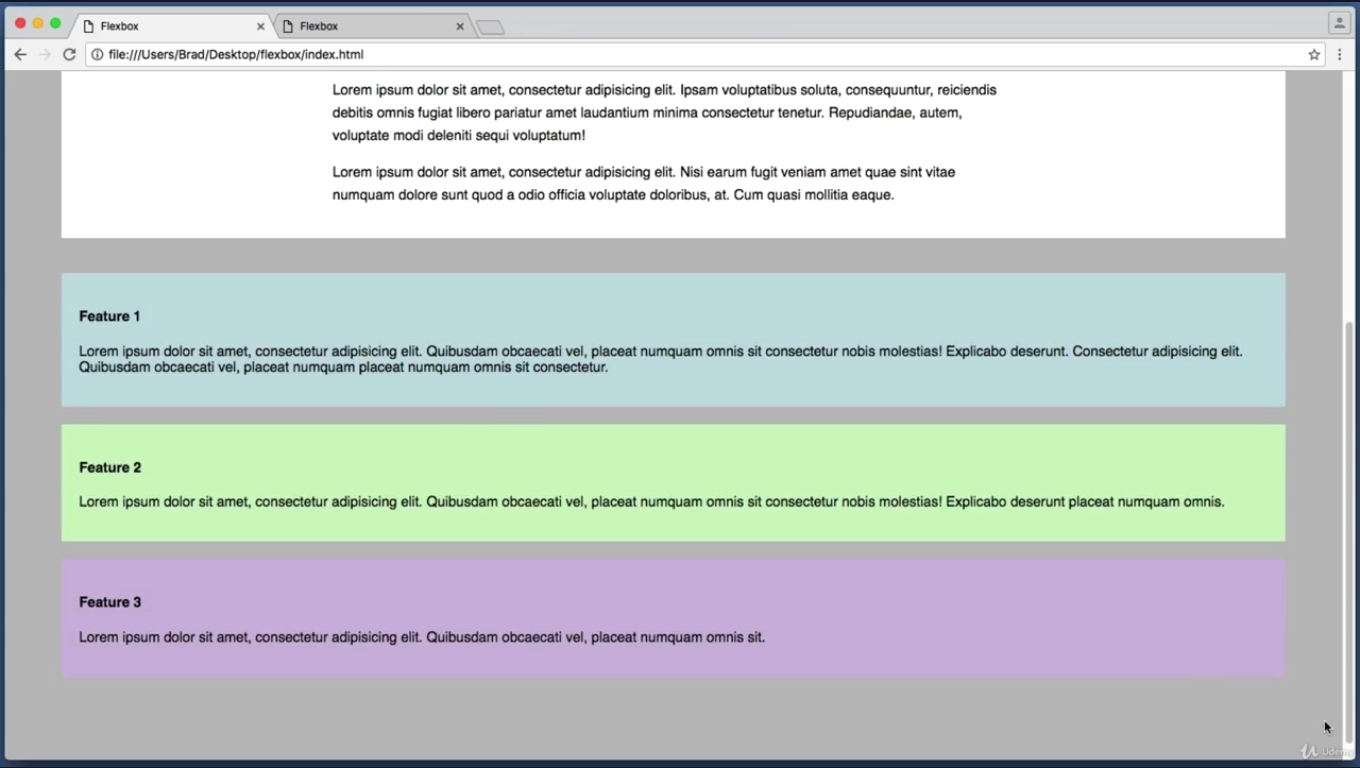 Flexbox
Flexbox
file:///Users/Brad/Desktop/flexbox/index.html
Lorem ipsum dolor sit amet, consectetur adipisicing elit. Ipsam voluptatibus soluta, consequuntur, reiciendis
debitis omnis fugiat libero pariatur amet laudantium minima consectetur tenetur. Repudiandae, autem,
voluptate modi deleniti sequi voluptatum!
Lorem ipsum dolor sit amet, consectetur adipisicing elit. Nisi earum fugit veniam amet quae sint vitae
numquam dolore sunt quod a odio officia voluptate doloribus, at. Cum quasi mollitia eaque.
Feature 1
Lorem ipsum dolor sit amet, consectetur adipisicing elit. Quibusdam obcaecati vel, placeat numquam omnis sit consectetur nobis molestias! Explicabo deserunt. Consectetur adipisicing elit.
Quibusdam obcaecati vel, placeat numquam placeat numquam omnis sit consectetur.
Feature 2
Lorem ipsum dolor sit amet, consectetur adipisicing elit. Quibusdam obcaecati vel, placeat numquam omnis sit consectetur nobis molestias! Explicabo deserunt placeat numquam omnis.
Feature 3
Lorem ipsum dolor sit amet, consectetur adipisicing elit. Quibusdam obcaecati vel, placeat numquam omnis sit.
Udemy